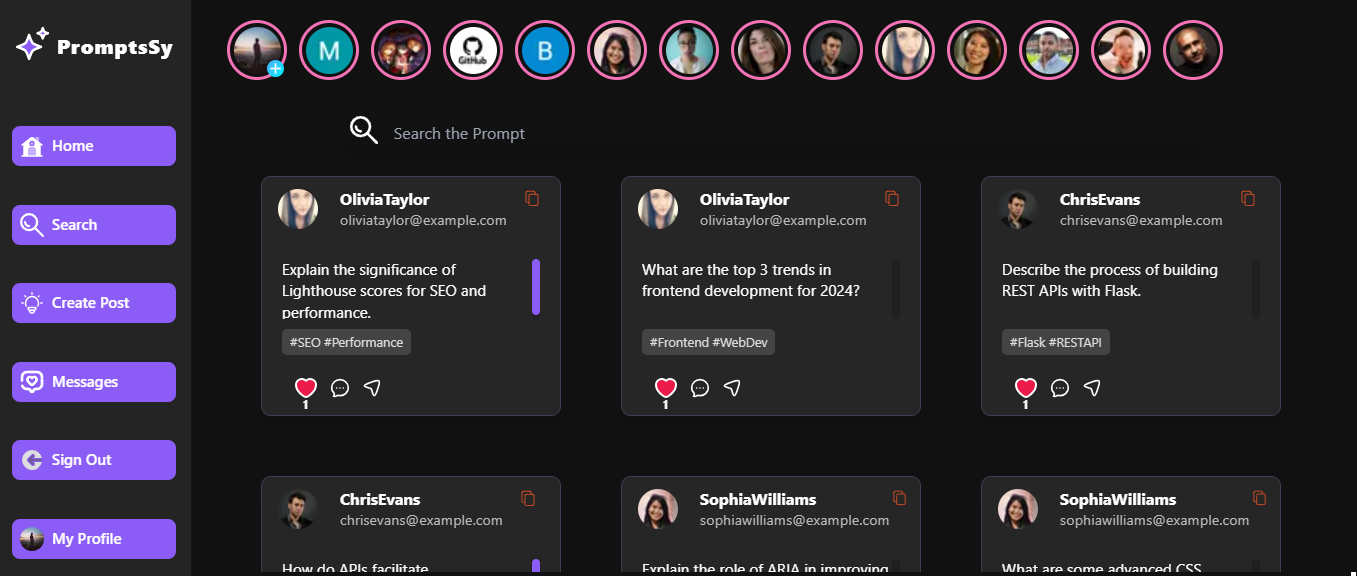 PromptsSy
M
GitHub
B
Search the Prompt
Home
Search
Create Post
Messages
Sign Out
My Profile
OliviaTaylor
oliviataylor@example.com
Explain the significance of
Lighthouse scores for SEO and
performance.
#SEO #Performance
1
OliviaTaylor
oliviataylor@example.com
What are the top 3 trends in
frontend development for 2024?
#Frontend #WebDev
1
ChrisEvans
chrisevans@example.com
Describe the process of building
REST APIs with Flask.
#Flask #RESTAPI
1
ChrisEvans
chrisevans@example.com
How do APIs facilitate
SophiaWilliams
sophiawilliams@example.com
Explain the role of ARIA in improving
SophiaWilliams
sophiawilliams@example.com
What are some advanced CSS